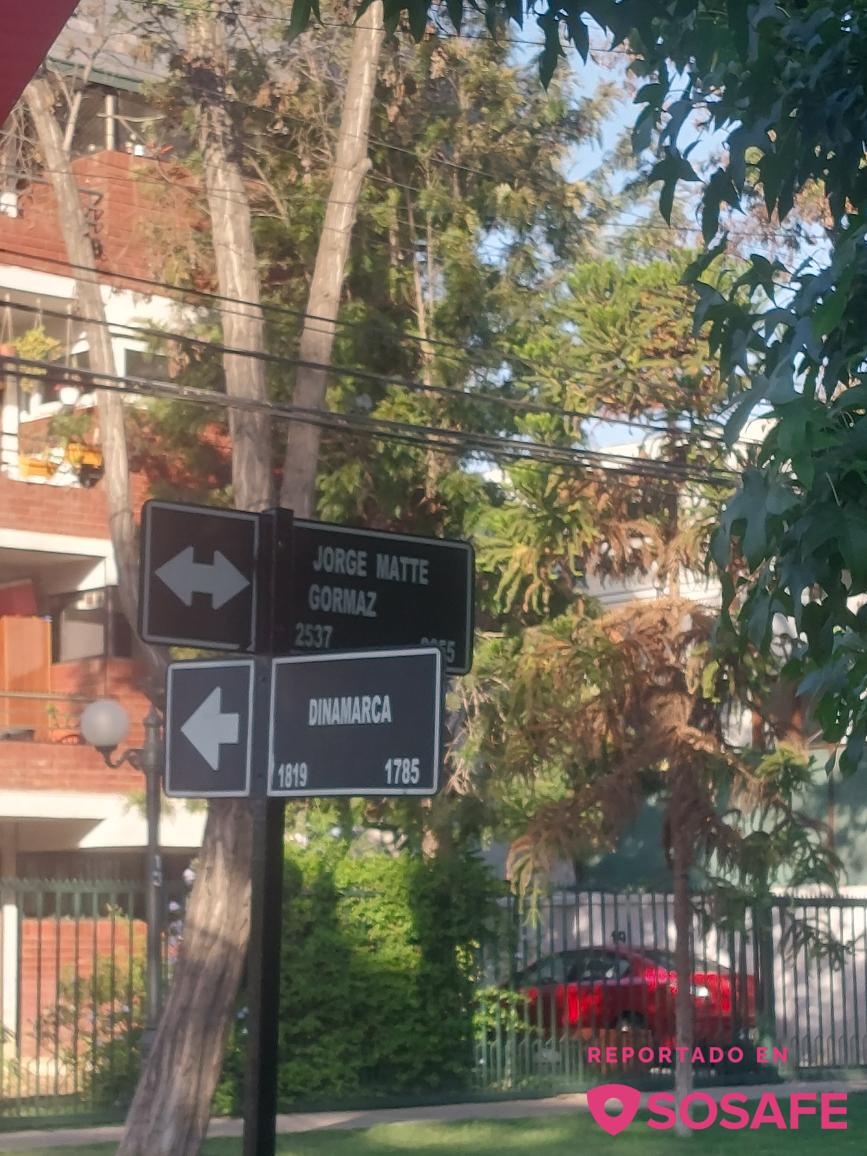 JORGE MATTE
GORMAZ
2537
DINAMARCA
1819 1785
REPORTADO EN
SOSAFE